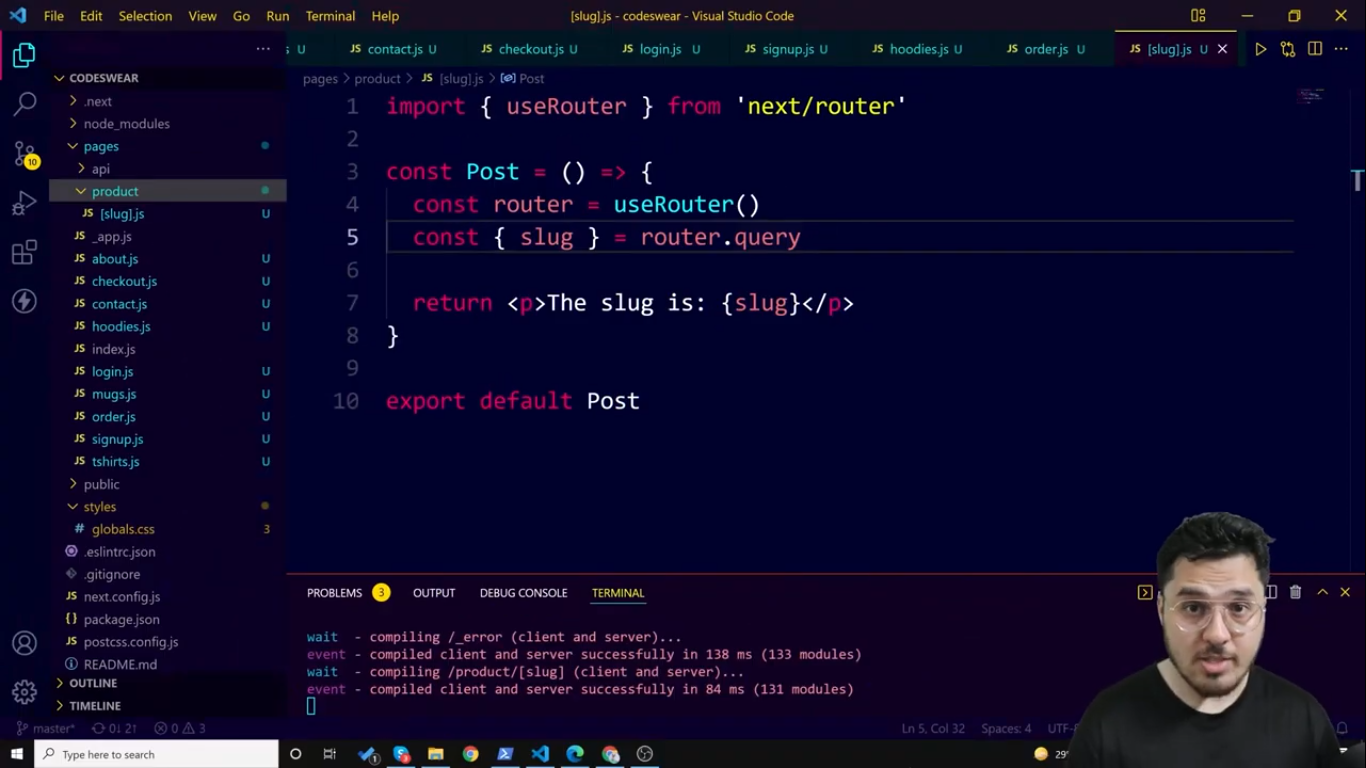 File Edit Selection View Go Run Terminal Help [slug].js - codeswear - Visual Studio Code
s U JS contact.js U JS checkout.js U JS login.js U JS signup.js U JS hoodies.js U JS order.js U JS [slug].js U
CODESWEAR
pages > product > JS [slug].js > Post
.next
node_modules
pages
api
product
JS [slug].js U
JS _app.js
JS about.js U
JS checkout.js U
JS contact.js U
JS hoodies.js U
JS index.js
JS login.js U
JS mugs.js U
JS order.js U
JS signup.js U
JS tshirts.js U
public
styles
# globals.css 3
.eslintrc.json
.gitignore
JS next.config.js
{} package.json
JS postcss.config.js
README.md
OUTLINE
TIMELINE
10
1 import { useRouter } from 'next/router'
2
3 const Post = () => {
4 const router = useRouter()
5 const { slug } = router.query
6
7 return <p>The slug is: {slug}</p>
8 }
9
10 export default Post
PROBLEMS 3 OUTPUT DEBUG CONSOLE TERMINAL
wait - compiling /_error (client and server)...
event - compiled client and server successfully in 138 ms (133 modules)
wait - compiling /product/[slug] (client and server)...
event - compiled client and server successfully in 84 ms (131 modules)
master* 0↓ 2↑ 0 3 Ln 5, Col 32 Spaces: 4
Type here to search 1 29°